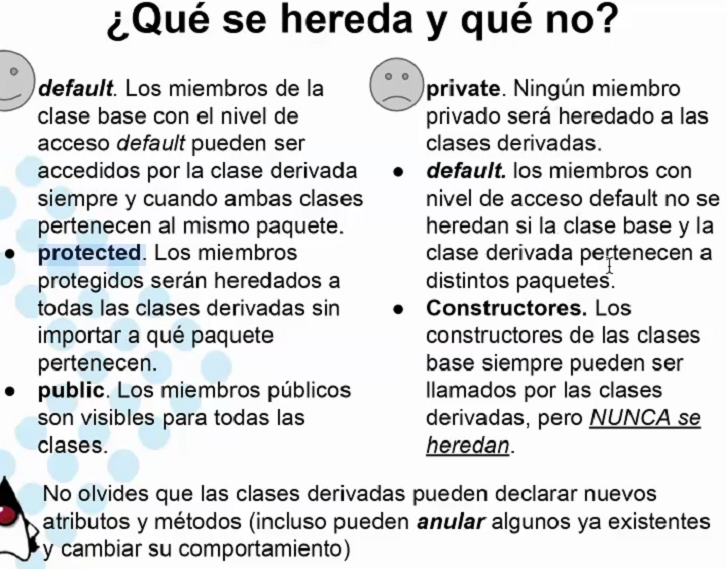 ¿Qué se hereda y qué no?
default. Los miembros de la
clase base con el nivel de
acceso default pueden ser
accedidos por la clase derivada
siempre y cuando ambas clases
pertenecen al mismo paquete.
protected. Los miembros
protegidos serán heredados a
todas las clases derivadas sin
importar a qué paquete
pertenecen.
public. Los miembros públicos
son visibles para todas las
clases.
private. Ningún miembro
privado será heredado a las
clases derivadas.
default. los miembros con
nivel de acceso default no se
heredan si la clase base y la
clase derivada pertenecen a
distintos paquetes.
Constructores. Los
constructores de las clases
base siempre pueden ser
llamados por las clases
derivadas, pero NUNCA se
heredan.
No olvides que las clases derivadas pueden declarar nuevos
atributos y métodos (incluso pueden anular algunos ya existentes
y cambiar su comportamiento)